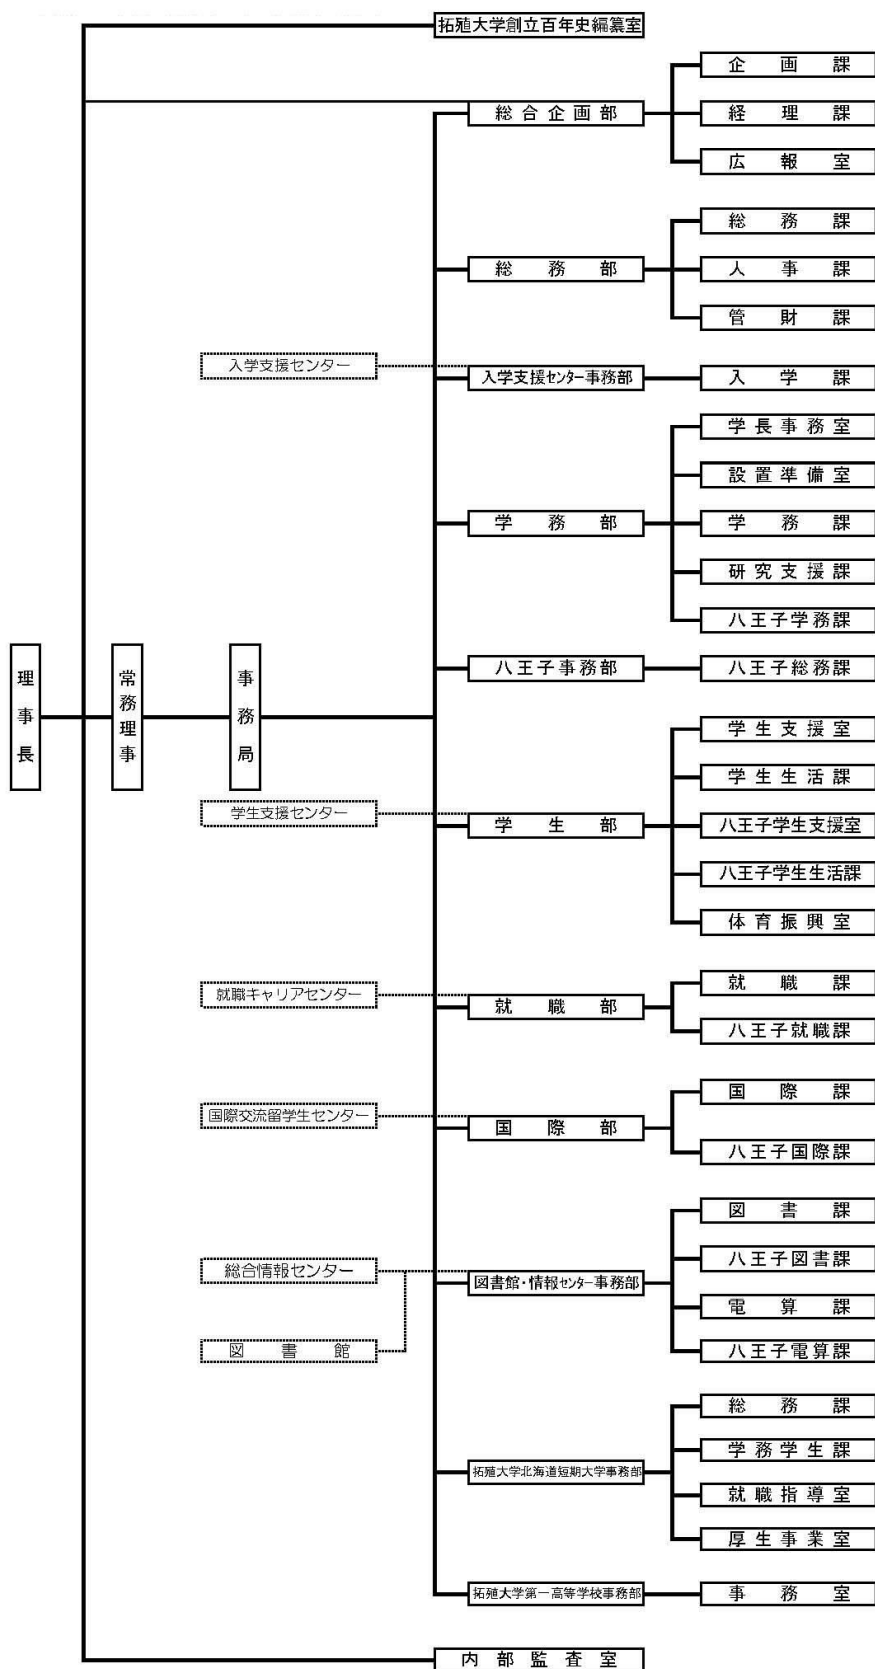 拓殖大学創立百年史編纂室
企画課
総合企画部
経理課
広報室
総務課
総務部
人事課
管財課
入学支援センター
入学支援センター事務部
入学課
学長事務室
設置準備室
学務部
学務課
研究支援課
八王子学務課
八王子事務部
八王子総務課
理事長
常務理事
事務局
学生支援室
学生生活課
学生支援センター
学生部
八王子学生支援室
八王子学生生活課
体育振興室
就職キャリアセンター
就職部
就職課
八王子就職課
国際交流留学生センター
国際部
国際課
八王子国際課
図書課
八王子図書課
総合情報センター
図書館・情報センター事務部
電算課
図書館
八王子電算課
総務課
学務学生課
拓殖大学北海道短期大学事務部
就職指導室
厚生事業室
拓殖大学第一高等学校事務部
事務室
内部監査室